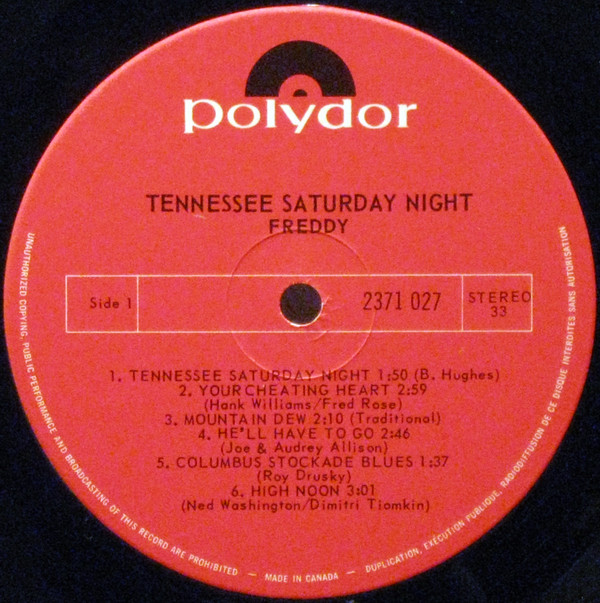 polydor
TENNESSEE SATURDAY NIGHT
FREDDY
Side 1
2371 027
STEREO
33
1. TENNESSEE SATURDAY NIGHT 1:50 (B. Hughes)
2. YOUR CHEATING HEART 2:59
(Hank Williams/Fred Rose)
3. MOUNTAIN DEW 2:10 (Traditional)
4. HE'LL HAVE TO GO 2:46
(Joe & Audrey Allison)
5. COLUMBUS STOCKADE BLUES 1:37
(Roy Drusky)
6. HIGH NOON 3:01
(Ned Washington/Dimitri Tiomkin)
UNAUTHORIZED COPYING, PUBLIC PERFORMANCE AND BROADCASTING OF THIS RECORD ARE PROHIBITED — MADE IN CANADA — DUPLICATION, EXÉCUTION PUBLIQUE, RADIODIFFUSION DE CE DISQUE INTERDITES SANS AUTORISATION